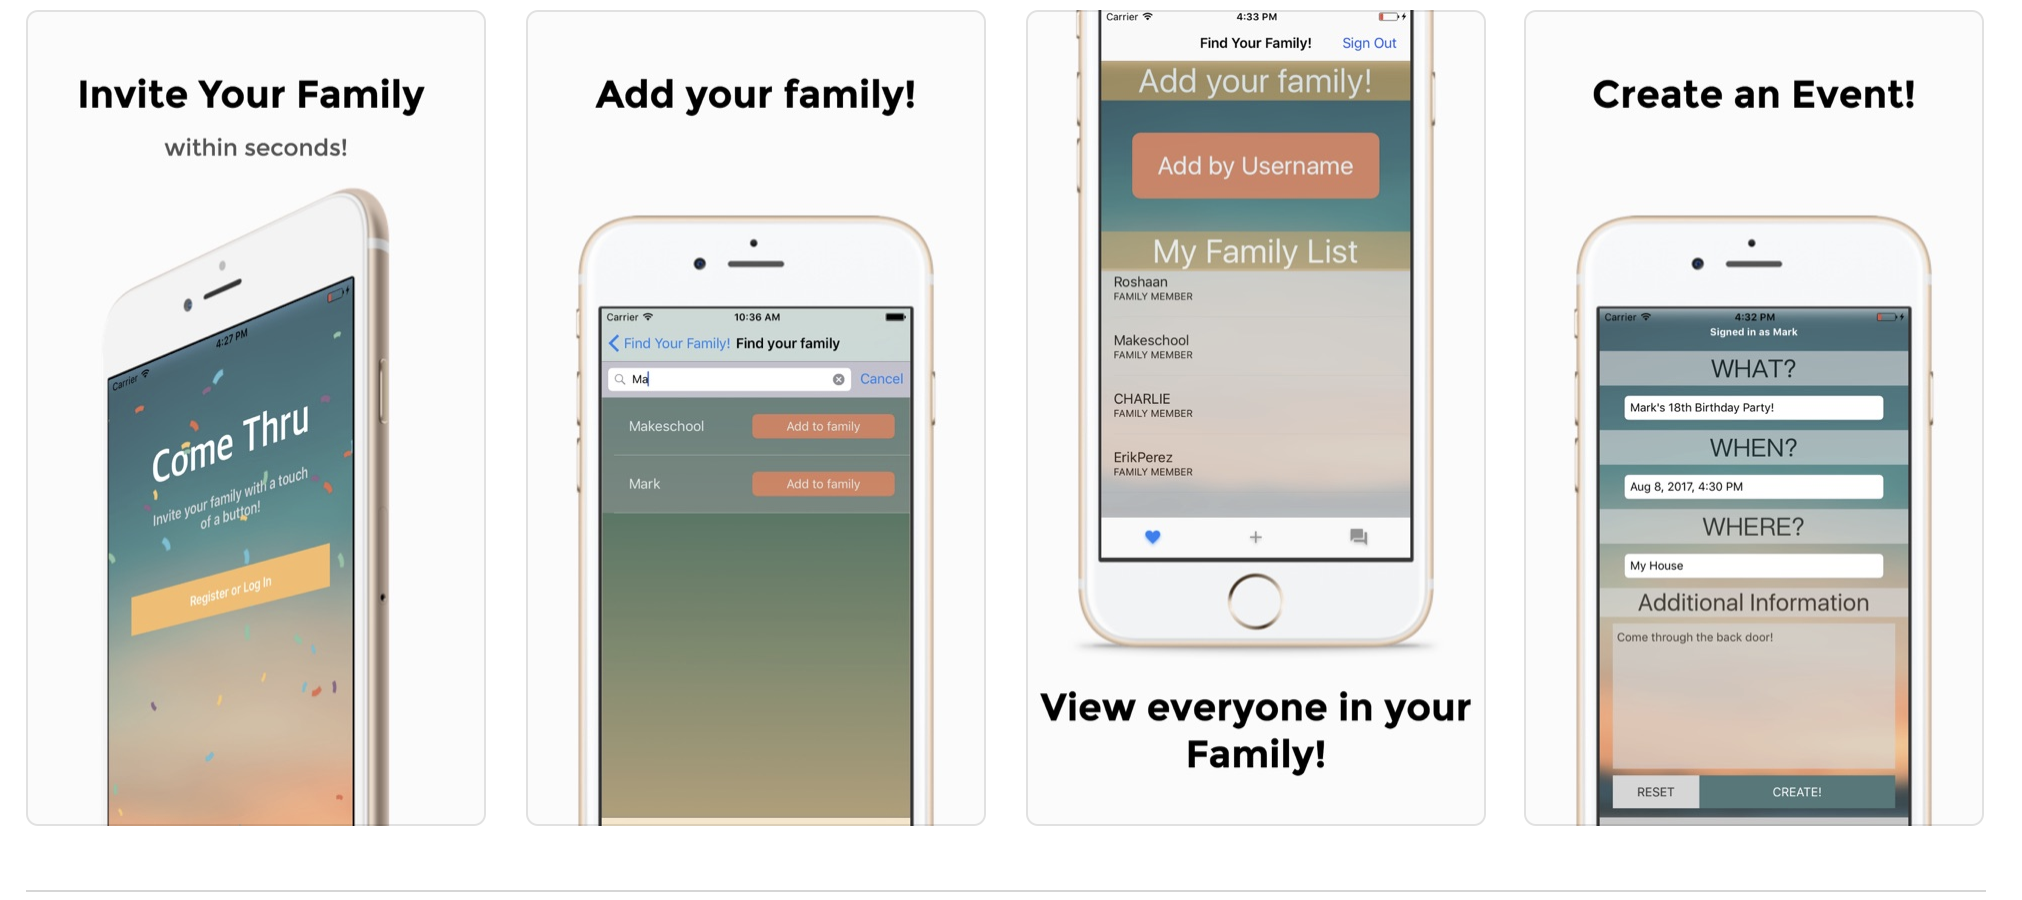 Invite Your Family
within seconds!
Carrier
4:27 PM
Come Thru
Invite your family with a touch
of a button!
Register or Log In
Add your family!
Carrier
10:36 AM
Find Your Family! Find your family
Ma
Cancel
Makeschool
Add to family
Mark
Add to family
Carrier
4:33 PM
Find Your Family!
Sign Out
Add your family!
Add by Username
My Family List
Roshaan
FAMILY MEMBER
Makeschool
FAMILY MEMBER
CHARLIE
FAMILY MEMBER
ErikPerez
FAMILY MEMBER
View everyone in your
Family!
Create an Event!
Carrier
4:32 PM
Signed in as Mark
WHAT?
Mark's 18th Birthday Party!
WHEN?
Aug 8, 2017, 4:30 PM
WHERE?
My House
Additional Information
Come through the back door!
RESET
CREATE!